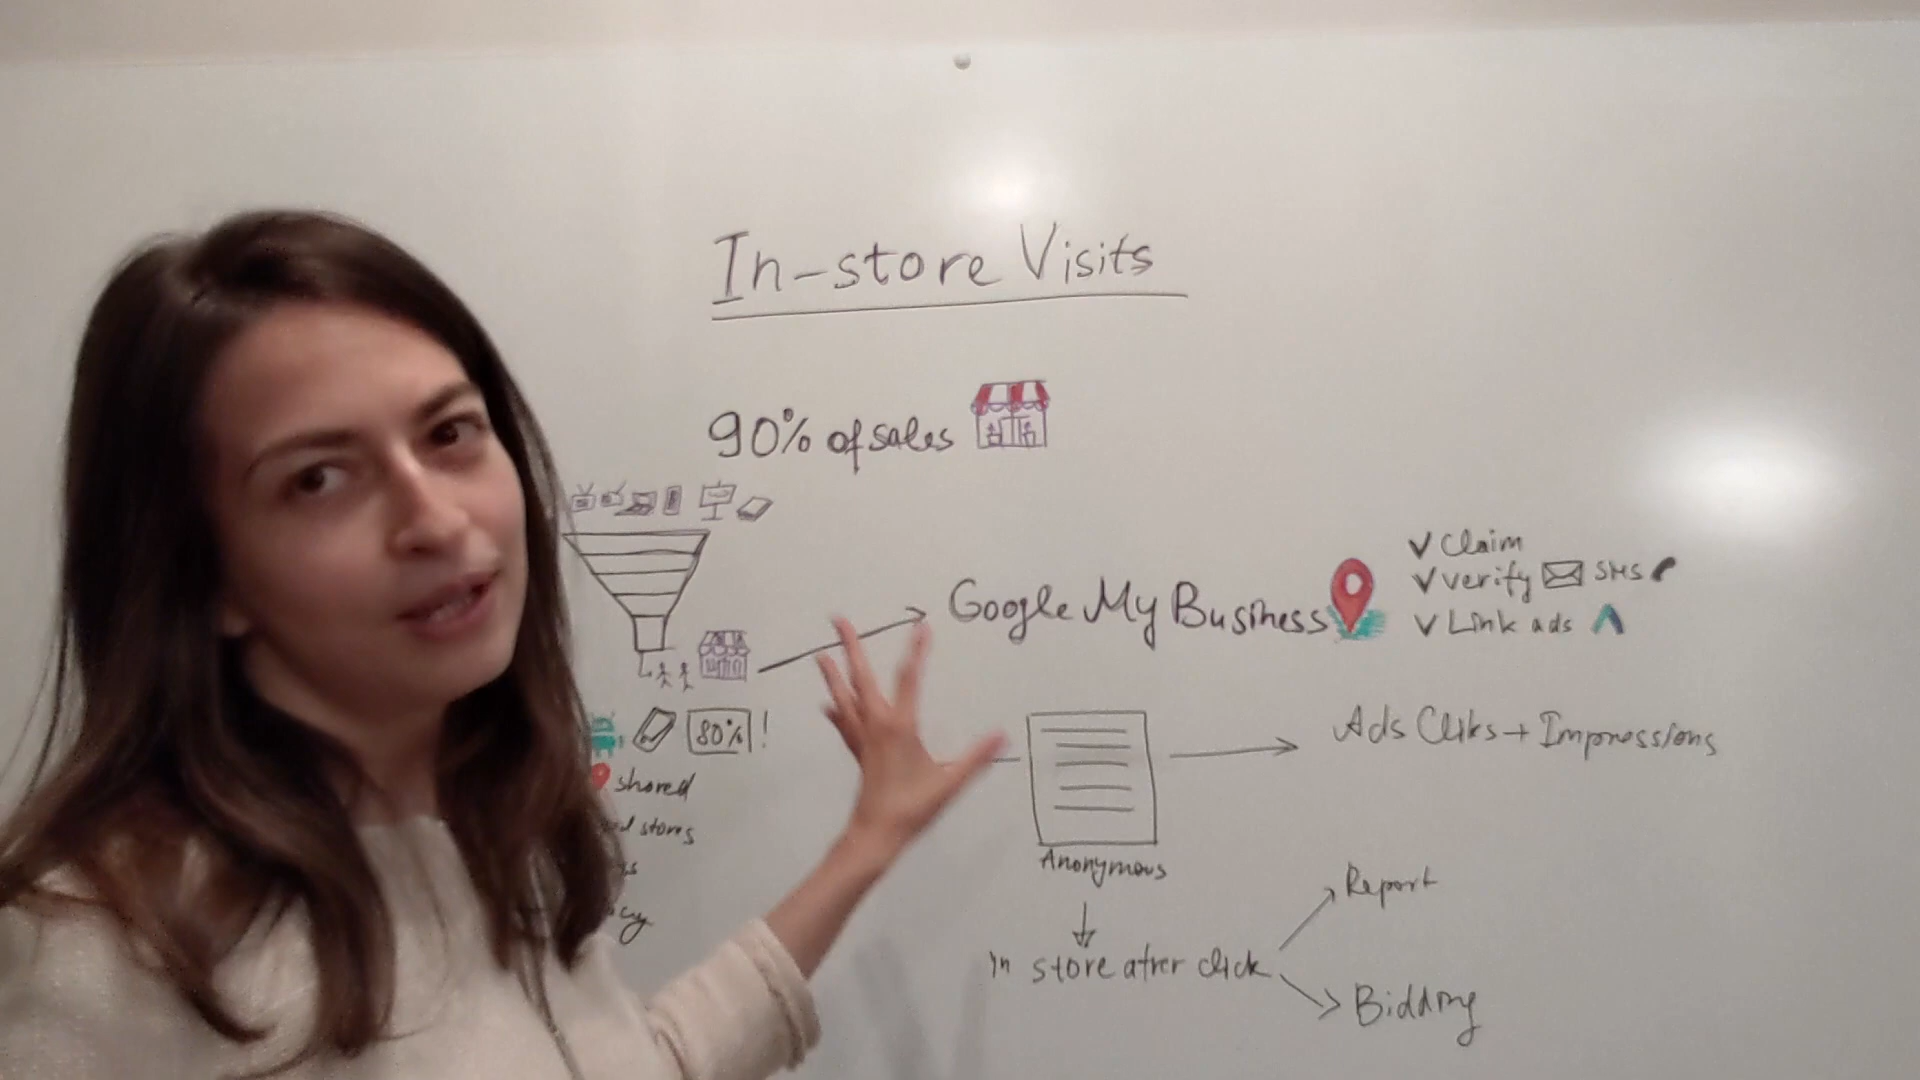 In-store Visits
90% of sales
Google My Business
✓ Claim
✓ verify SMS
✓ Link ads
80% !
shared
stores
Ads Cliks + Impressions
Anonymous
In store atrer click
Report
Bidding